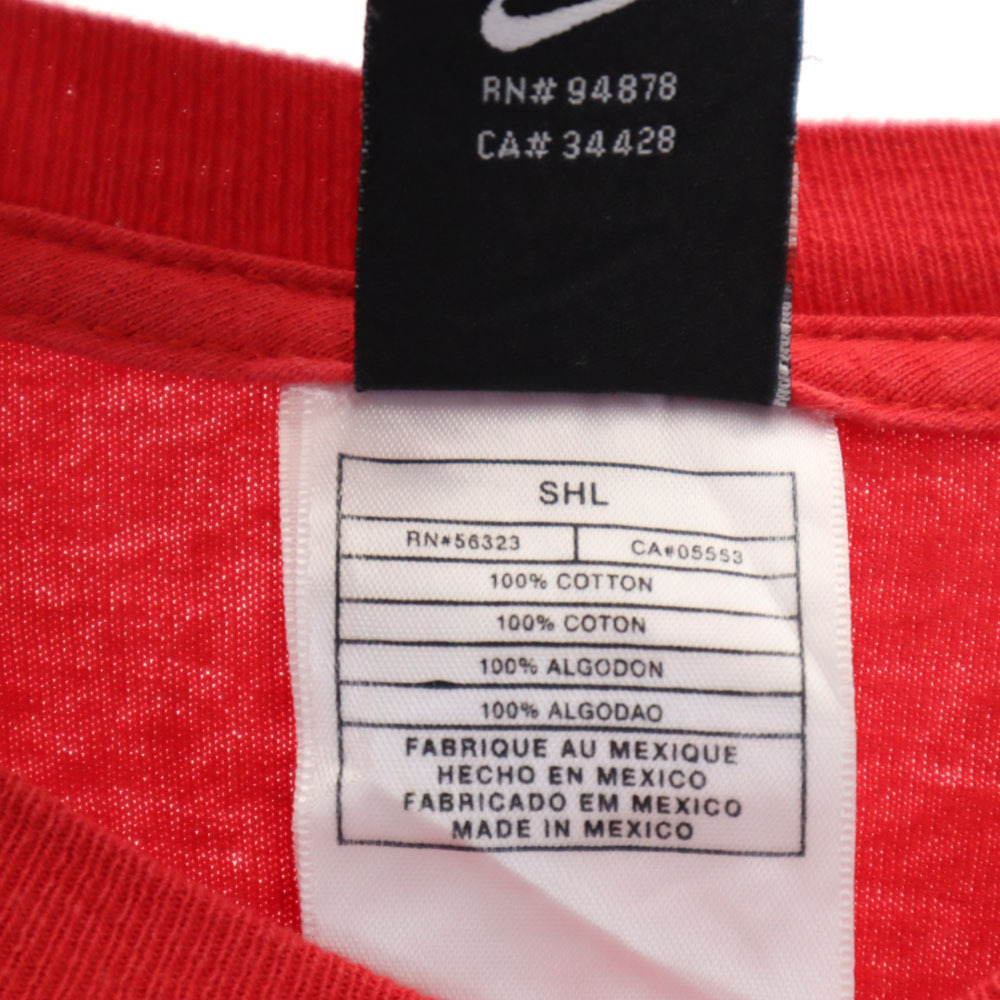 RN# 94878
CA# 34428
SHL
RN#56323 CA#05553
100% COTTON
100% COTON
100% ALGODON
100% ALGODAO
FABRIQUE AU MEXIQUE
HECHO EN MEXICO
FABRICADO EM MEXICO
MADE IN MEXICO